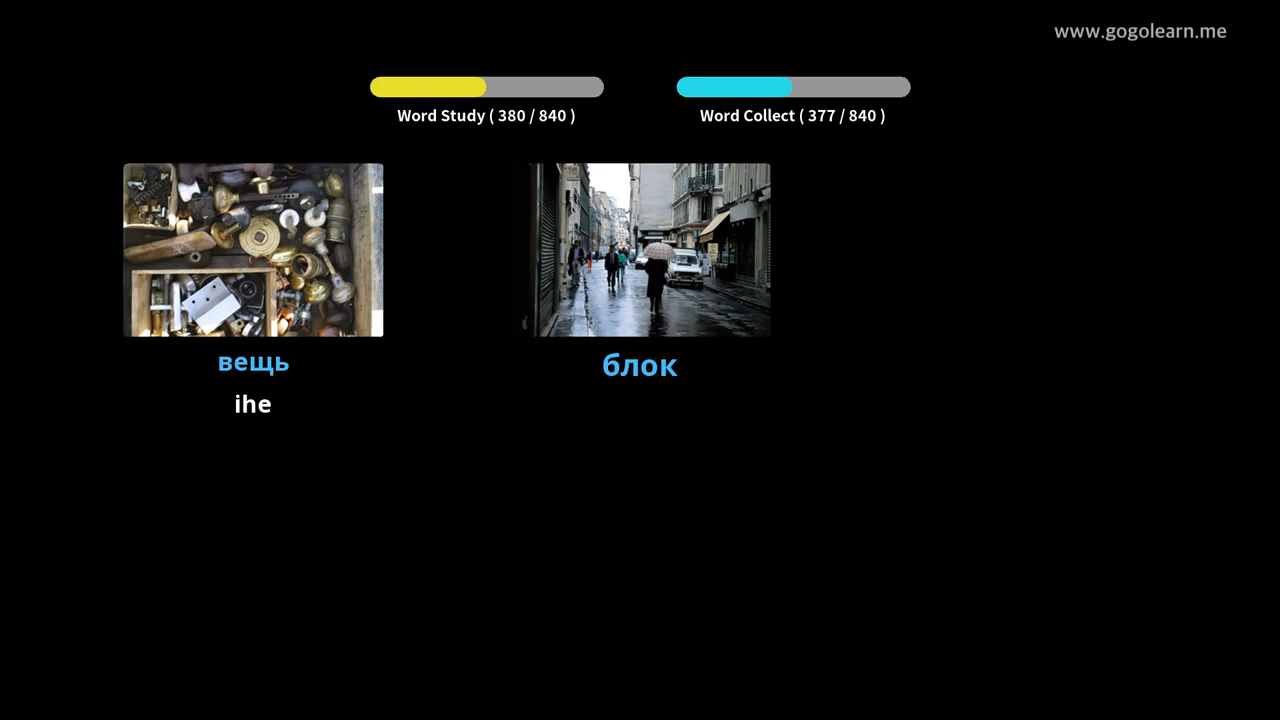 www.gogolearn.me
Word Study ( 380 / 840 )
Word Collect ( 377 / 840 )
вещь
ihe
блок